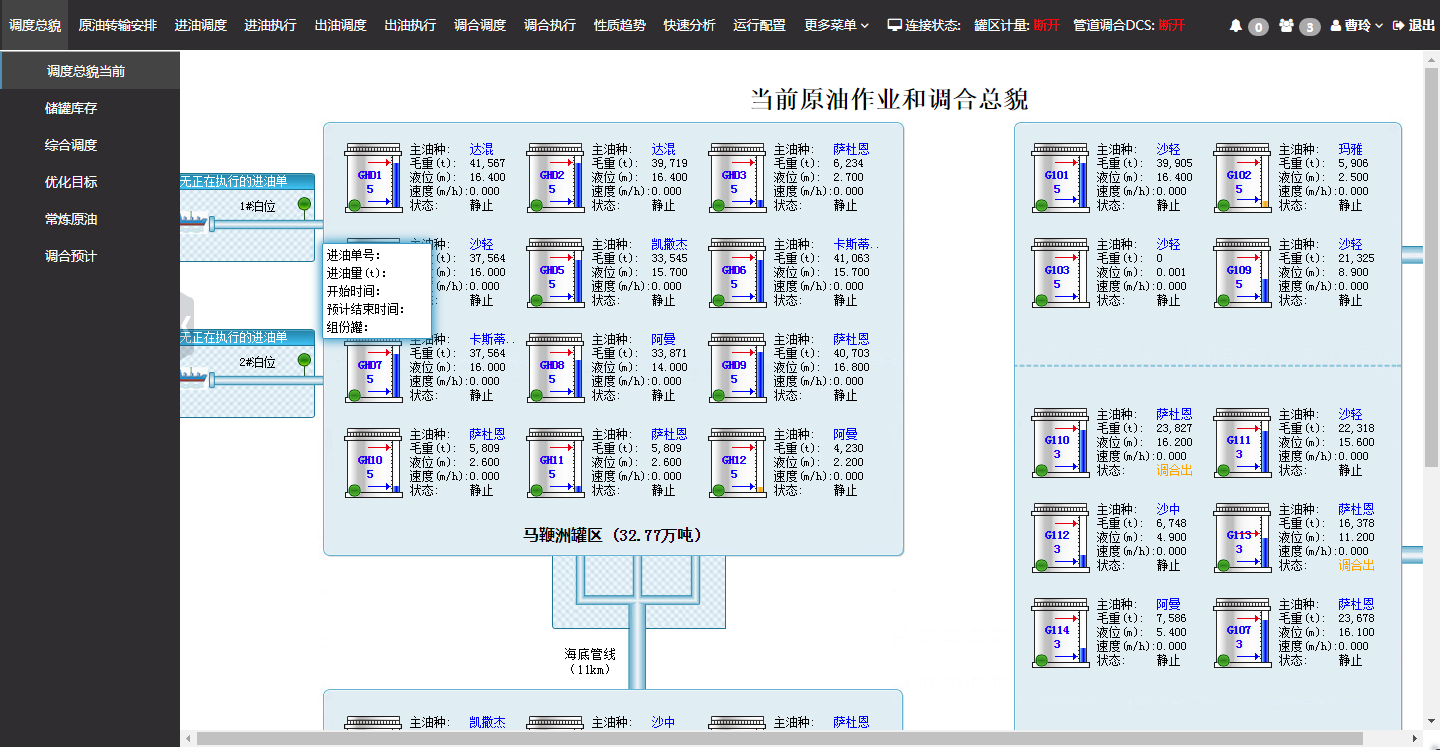 调度总貌 原油转输安排 进油调度 进油执行 出油调度 出油执行 调合调度 调合执行 性质趋势 快速分析 运行配置 更多菜单 连接状态: 罐区计量: 断开 管道调合DCS: 断开 0 3 曹玲 退出
调度总貌当前
储罐库存
综合调度
优化目标
常炼原油
调合预计
当前原油作业和调合总貌
无正在执行的进油单
1#泊位
无正在执行的进油单
2#泊位
进油单号:
进油量(t):
开始时间:
预计结束时间:
组份罐:
GH01
5
主油种: 达混
毛重(t): 41,567
液位(m): 16.400
速度(m/h):0.000
状态: 静止
GH02
5
主油种: 达混
毛重(t): 39,719
液位(m): 16.400
速度(m/h):0.000
状态: 静止
GH03
5
主油种: 萨杜恩
毛重(t): 6,234
液位(m): 2.700
速度(m/h):0.000
状态: 静止
主油种: 沙轻
37,564
16.000
(m/h):0.000
静止
GH05
5
主油种: 凯撒杰
毛重(t): 33,545
液位(m): 15.700
速度(m/h):0.000
状态: 静止
GH06
5
主油种: 卡斯蒂..
毛重(t): 41,063
液位(m): 15.700
速度(m/h):0.000
状态: 静止
GH07
5
主油种: 卡斯蒂..
毛重(t): 37,564
液位(m): 16.000
速度(m/h):0.000
状态: 静止
GH08
5
主油种: 阿曼
毛重(t): 33,871
液位(m): 14.000
速度(m/h):0.000
状态: 静止
GH09
5
主油种: 萨杜恩
毛重(t): 40,703
液位(m): 16.800
速度(m/h):0.000
状态: 静止
GH10
5
主油种: 萨杜恩
毛重(t): 5,809
液位(m): 2.600
速度(m/h):0.000
状态: 静止
GH11
5
主油种: 萨杜恩
毛重(t): 5,809
液位(m): 2.600
速度(m/h):0.000
状态: 静止
GH12
5
主油种: 阿曼
毛重(t): 4,230
液位(m): 2.200
速度(m/h):0.000
状态: 静止
马鞭洲罐区 (32.77万吨)
海底管线
(11km)
主油种: 凯撒杰
主油种: 沙中
主油种: 萨杜恩
G101
5
主油种: 沙轻
毛重(t): 39,905
液位(m): 16.400
速度(m/h):0.000
状态: 静止
G102
5
主油种: 玛雅
毛重(t): 5,906
液位(m): 2.500
速度(m/h):0.000
状态: 静止
G103
5
主油种: 沙轻
毛重(t): 0
液位(m): 0.001
速度(m/h):0.000
状态: 静止
G109
5
主油种: 沙轻
毛重(t): 21,325
液位(m): 8.900
速度(m/h):0.000
状态: 静止
G110
3
主油种: 萨杜恩
毛重(t): 23,827
液位(m): 16.200
速度(m/h):0.000
状态: 调合出
G111
3
主油种: 沙轻
毛重(t): 22,318
液位(m): 15.600
速度(m/h):0.000
状态: 静止
G112
3
主油种: 沙中
毛重(t): 6,748
液位(m): 4.900
速度(m/h):0.000
状态: 静止
G113
3
主油种: 萨杜恩
毛重(t): 16,378
液位(m): 11.200
速度(m/h):0.000
状态: 调合出
G114
3
主油种: 阿曼
毛重(t): 7,586
液位(m): 5.400
速度(m/h):0.000
状态: 静止
G107
3
主油种: 萨杜恩
毛重(t): 23,678
液位(m): 16.100
速度(m/h):0.000
状态: 静止